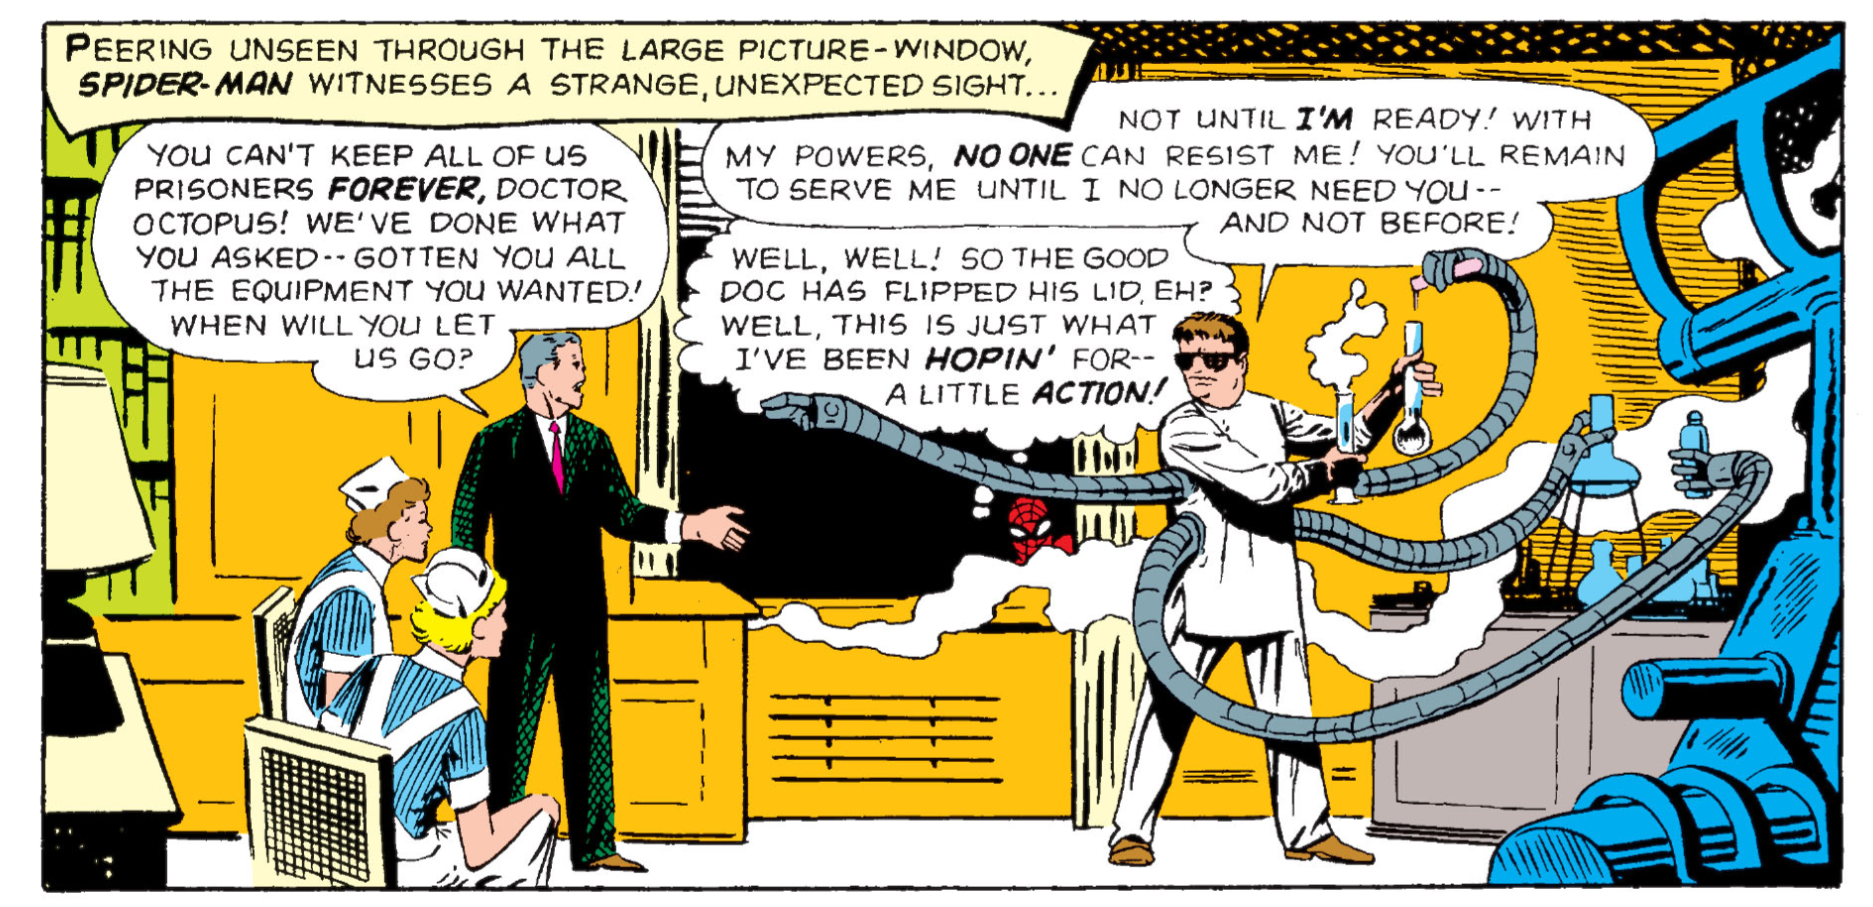 PEERING UNSEEN THROUGH THE LARGE PICTURE-WINDOW,
SPIDER-MAN WITNESSES A STRANGE, UNEXPECTED SIGHT...
YOU CAN'T KEEP ALL OF US
PRISONERS FOREVER, DOCTOR
OCTOPUS! WE'VE DONE WHAT
YOU ASKED-- GOTTEN YOU ALL
THE EQUIPMENT YOU WANTED!
WHEN WILL YOU LET
US GO?
NOT UNTIL I'M READY! WITH
MY POWERS, NO ONE CAN RESIST ME! YOU'LL REMAIN
TO SERVE ME UNTIL I NO LONGER NEED YOU--
AND NOT BEFORE!
WELL, WELL! SO THE GOOD
DOC HAS FLIPPED HIS LID, EH?
WELL, THIS IS JUST WHAT
I'VE BEEN HOPIN' FOR--
A LITTLE ACTION!